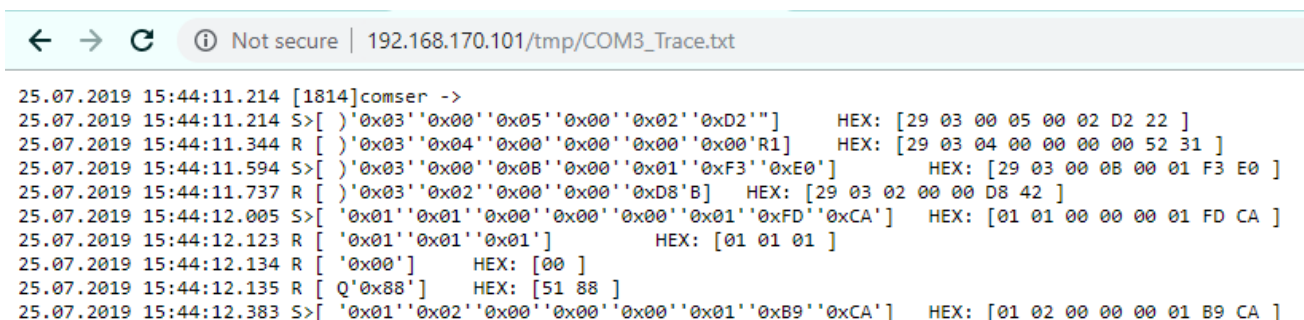 Not secure | 192.168.170.101/tmp/COM3_Trace.txt
25.07.2019 15:44:11.214 [1814]comser ->
25.07.2019 15:44:11.214 S>[ )'0x03''0x00''0x05''0x00''0x02''0xD2'"] HEX: [29 03 00 05 00 02 D2 22 ]
25.07.2019 15:44:11.344 R [ )'0x03''0x04''0x00''0x00''0x00''0x00'R1] HEX: [29 03 04 00 00 00 00 52 31 ]
25.07.2019 15:44:11.594 S>[ )'0x03''0x00''0x0B''0x00''0x01''0xF3''0xE0'] HEX: [29 03 00 0B 00 01 F3 E0 ]
25.07.2019 15:44:11.737 R [ )'0x03''0x02''0x00''0x00''0xD8'B] HEX: [29 03 02 00 00 D8 42 ]
25.07.2019 15:44:12.005 S>[ '0x01''0x01''0x00''0x00''0x00''0x01''0xFD''0xCA'] HEX: [01 01 00 00 00 01 FD CA ]
25.07.2019 15:44:12.123 R [ '0x01''0x01''0x01'] HEX: [01 01 01 ]
25.07.2019 15:44:12.134 R [ '0x00'] HEX: [00 ]
25.07.2019 15:44:12.135 R [ Q'0x88'] HEX: [51 88 ]
25.07.2019 15:44:12.383 S>[ '0x01''0x02''0x00''0x00''0x00''0x01''0xB9''0xCA'] HEX: [01 02 00 00 00 01 B9 CA ]